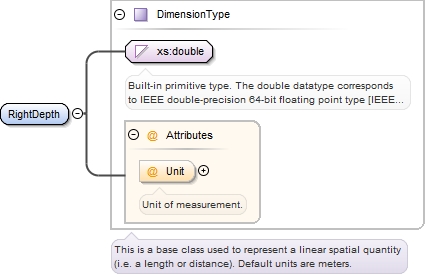 DimensionType
xs:double
Built-in primitive type. The double datatype corresponds
to IEEE double-precision 64-bit floating point type [IEEE...
RightDepth
@ Attributes
@ Unit
Unit of measurement.
This is a base class used to represent a linear spatial quantity
(i.e. a length or distance). Default units are meters.